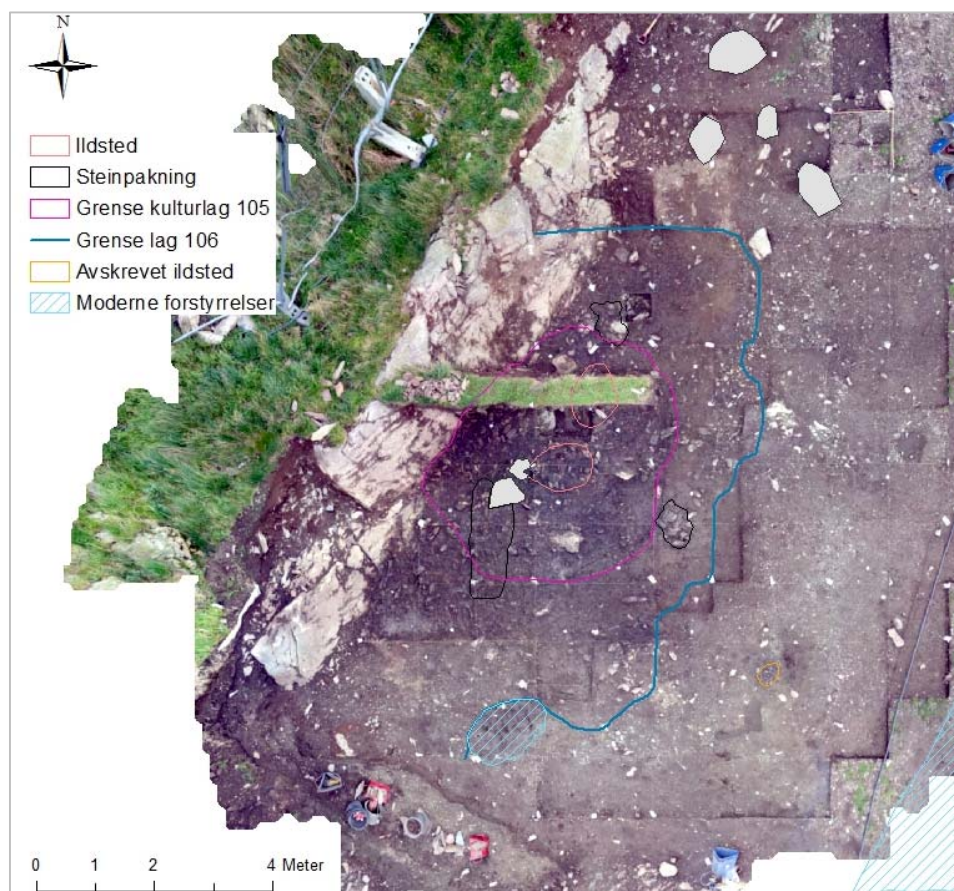 N
Ildsted
Steinpakning
Grense kulturlag 105
Grense lag 106
Avskrevet ildsted
Moderne forstyrrelser
0 1 2 4 Meter